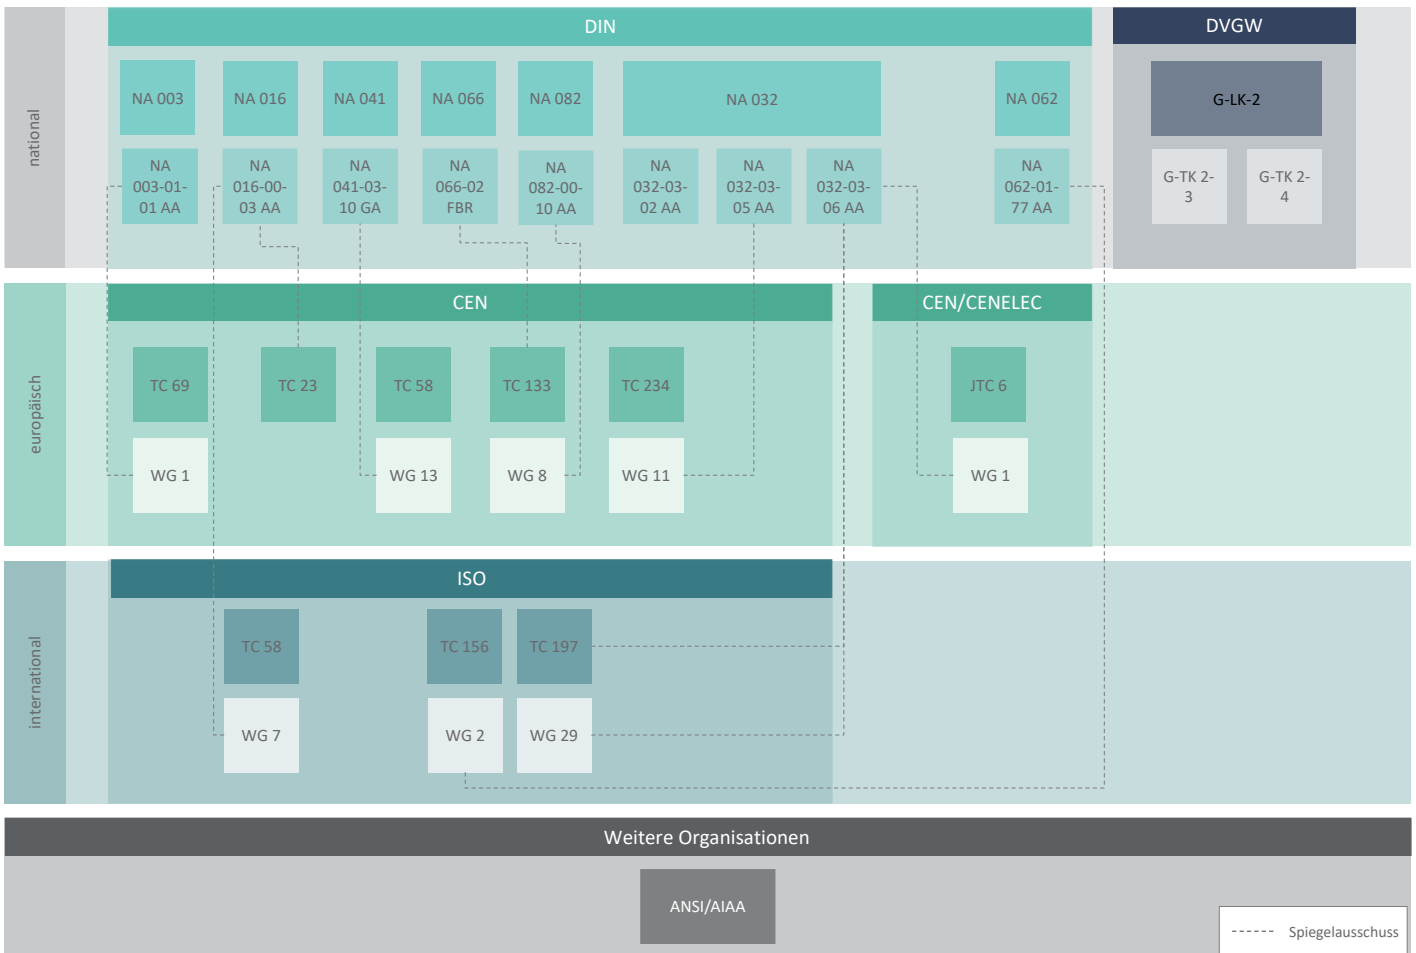 DIN
DVGW
national
NA 003
NA 016
NA 041
NA 066
NA 082
NA 032
NA 062
G-LK-2
NA
003-01-
01 AA
NA
016-00-
03 AA
NA
041-03-
10 GA
NA
066-02
FBR
NA
082-00-
10 AA
NA
032-03-
02 AA
NA
032-03-
05 AA
NA
032-03-
06 AA
NA
062-01-
77 AA
G-TK 2-
3
G-TK 2-
4
europäisch
CEN
CEN/CENELEC
TC 69
TC 23
TC 58
TC 133
TC 234
JTC 6
WG 1
WG 13
WG 8
WG 11
WG 1
international
ISO
TC 58
TC 156
TC 197
WG 7
WG 2
WG 29
Weitere Organisationen
ANSI/AIAA
Spiegelausschuss